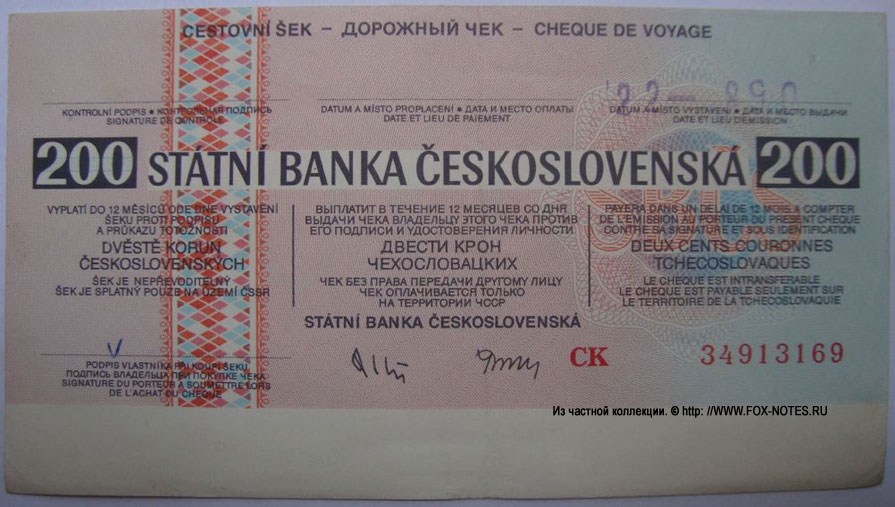 CESTOVNÍ ŠEK – ДОРОЖНЫЙ ЧЕК – CHEQUE DE VOYAGE
KONTROLNÍ PODPIS ● КОНТРОЛЬНАЯ ПОДПИСЬ
SIGNATURE DE CONTRÔLE
DATUM A MÍSTO PROPLACENÍ ● ДАТА И МЕСТО ОПЛАТЫ
DATE ET LIEU DE PAIEMENT
DATUM A MÍSTO VYSTAVENÍ ● ДАТА И МЕСТО ВЫДАЧИ
DATE ET LIEU D'ÉMISSION
200 STÁTNÍ BANKA ČESKOSLOVENSKÁ 200
VYPLATÍ DO 12 MĚSÍCŮ ODE DNE VYSTAVENÍ
ŠEKU PROTI PODPISU
A PRŮKAZU TOTOŽNOSTI
DVĚSTĚ KORUN
ČESKOSLOVENSKÝCH
ŠEK JE NEPŘEVODITELNÝ
ŠEK JE SPLATNÝ POUZE NA ÚZEMÍ ČSSR
ВЫПЛАТИТ В ТЕЧЕНИЕ 12 МЕСЯЦЕВ СО ДНЯ
ВЫДАЧИ ЧЕКА ВЛАДЕЛЬЦУ ЭТОГО ЧЕКА ПРОТИВ
ЕГО ПОДПИСИ И УДОСТОВЕРЕНИЯ ЛИЧНОСТИ
ДВЕСТИ КРОН
ЧЕХОСЛОВАЦКИХ
ЧЕК БЕЗ ПРАВА ПЕРЕДАЧИ ДРУГОМУ ЛИЦУ
ЧЕК ОПЛАЧИВАЕТСЯ ТОЛЬКО
НА ТЕРРИТОРИИ ЧССР
PAYERA DANS UN DÉLAI DE 12 MOIS À COMPTER
DE L'ÉMISSION AU PORTEUR DU PRÉSENT CHÈQUE
CONTRE SA SIGNATURE ET SOUS IDENTIFICATION
DEUX CENTS COURONNES
TCHÉCOSLOVAQUES
LE CHÈQUE EST INTRANSFÉRABLE
LE CHÈQUE EST PAYABLE SEULEMENT SUR
LE TERRITOIRE DE LA TCHÉCOSLOVAQUIE
STÁTNÍ BANKA ČESKOSLOVENSKÁ
CK 34913169
PODPIS VLASTNÍKA PŘI KOUPI ŠEKU
ПОДПИСЬ ВЛАДЕЛЬЦА ПРИ ПОКУПКЕ ЧЕКА
SIGNATURE DU PORTEUR À SOUMETTRE LORS
DE L'ACHAT DU CHÈQUE
Из частной коллекции. © http: //WWW.FOX-NOTES.RU